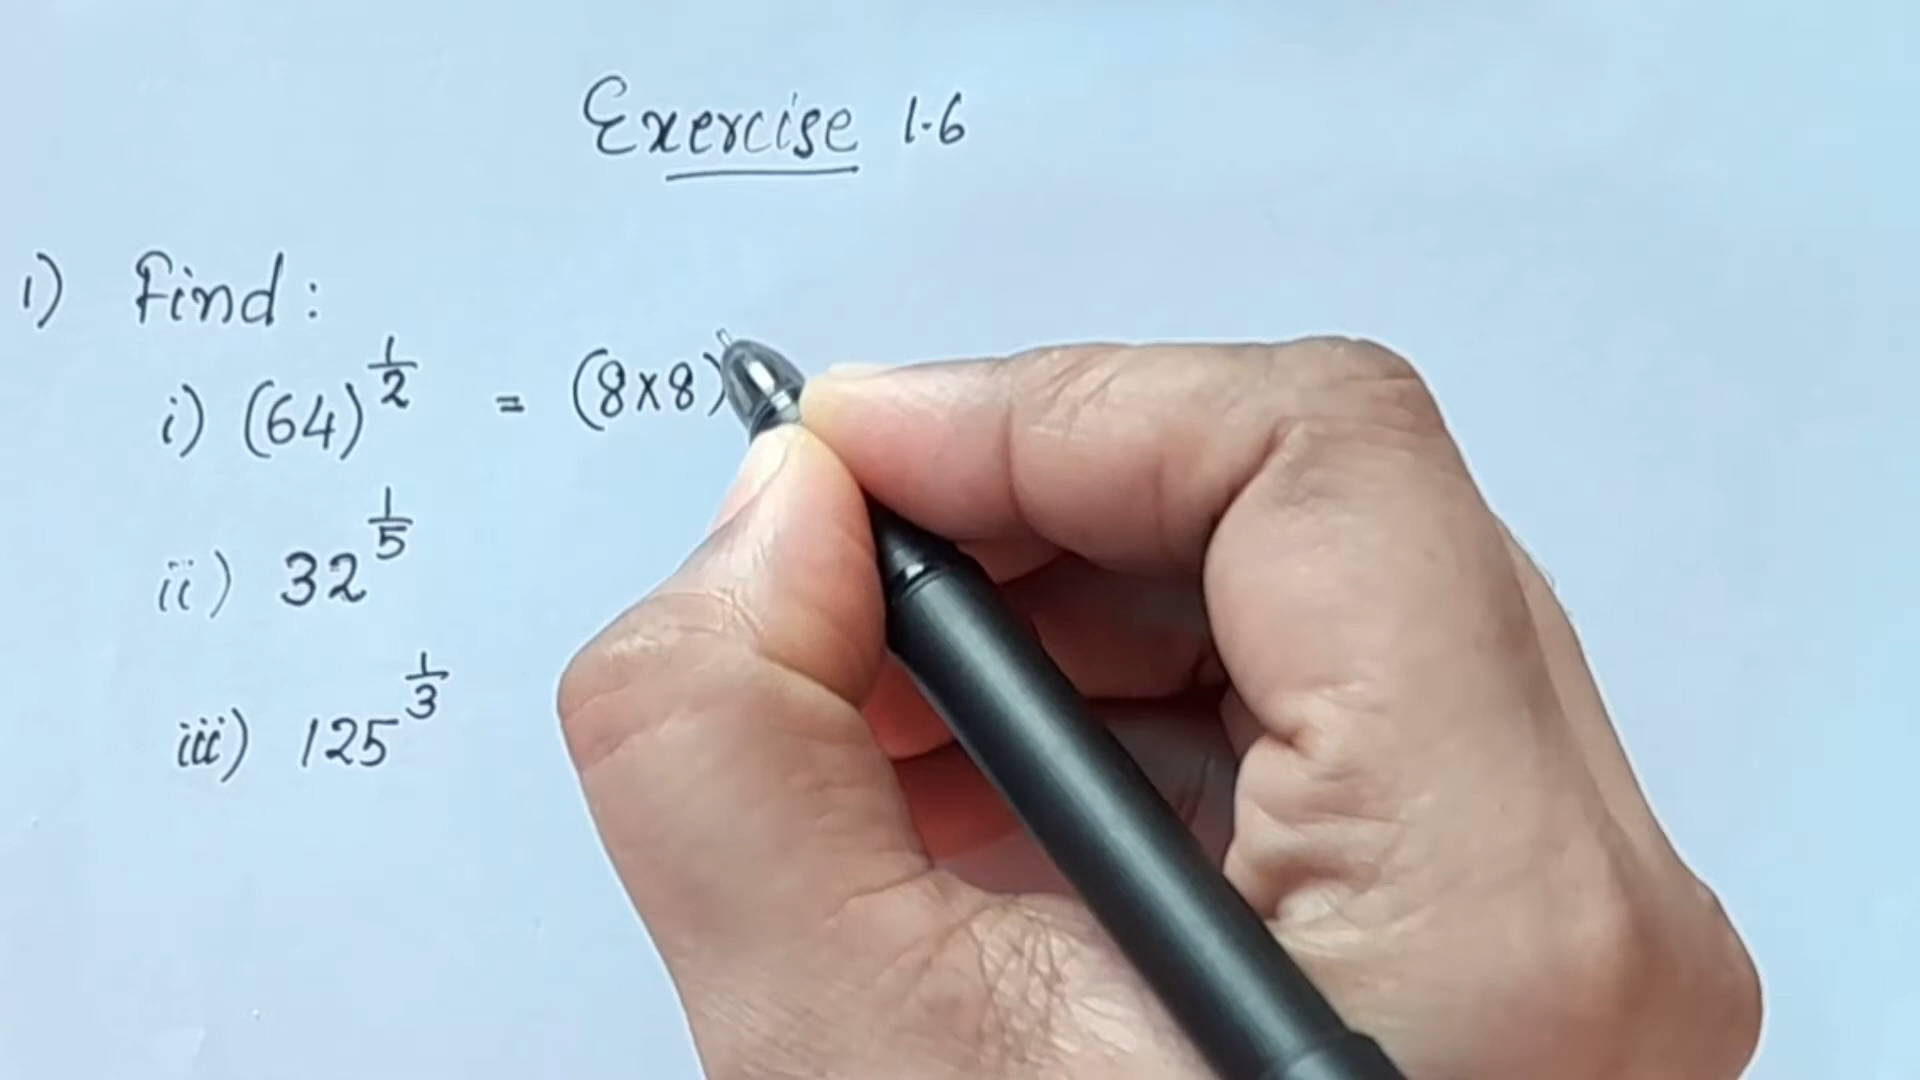 Exercise 1.6
1) Find:
i) (64)^{1/2} = (8×8)
ii) 32^{1/5}
iii) 125^{1/3}